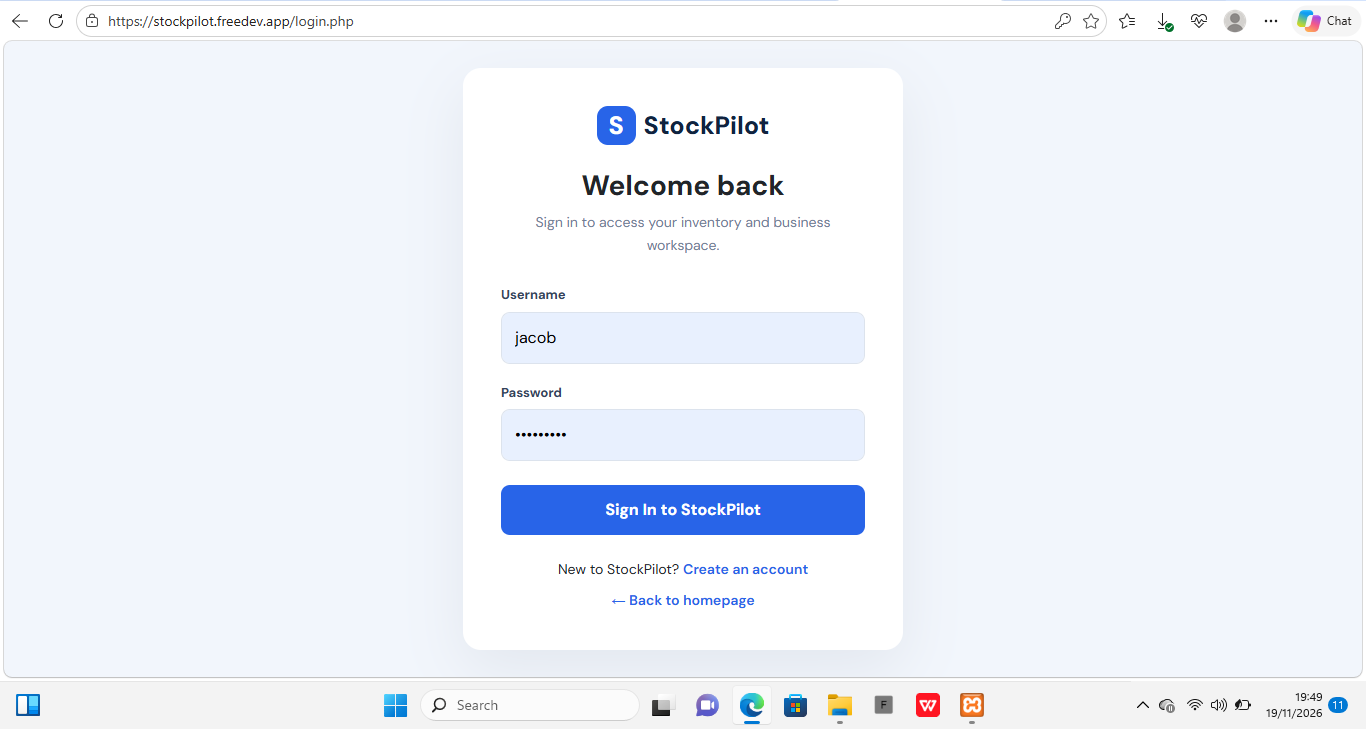 https://stockpilot.freedev.app/login.php
Chat
S StockPilot
Welcome back
Sign in to access your inventory and business
workspace.
Username
jacob
Password
•••••••••
Sign In to StockPilot
New to StockPilot? Create an account
← Back to homepage
Search
F
W
19:49
19/11/2026
11